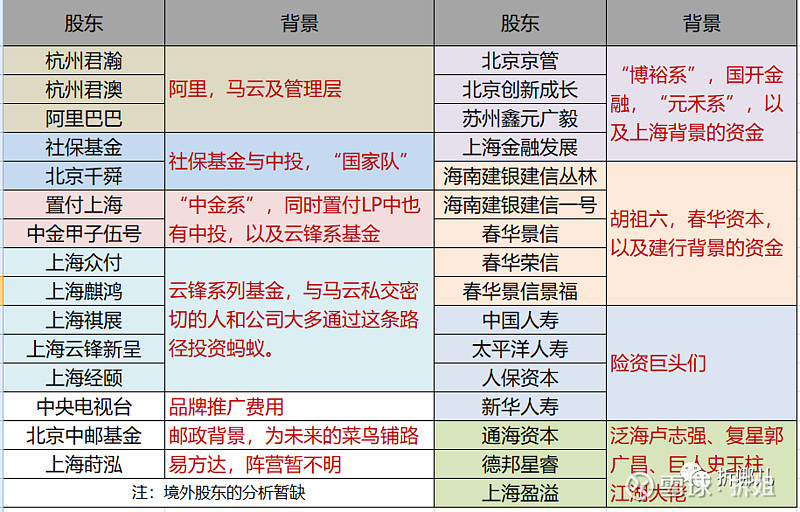 股东 背景 股东 背景
杭州君瀚
杭州君澳
阿里巴巴
阿里，马云及管理层
社保基金
北京千舜
社保基金与中投，“国家队”
置付上海
中金甲子伍号
“中金系”，同时置付LP中也
有中投，以及云锋系基金
上海众付
上海麒鸿
上海祺展
上海云锋新呈
上海经颐
云锋系列基金，与马云私交密
切的人和公司大多通过这条路
径投资蚂蚁。
中央电视台 品牌推广费用
北京中邮基金 邮政背景，为未来的菜鸟铺路
上海莳泓 易方达，阵营暂不明
注：境外股东的分析暂缺
北京京管
北京创新成长
苏州鑫元广毅
上海金融发展
“博裕系”，国开金
融，“元禾系”，以
及上海背景的资金
海南建银建信丛林
海南建银建信一号
春华景信
春华荣信
春华景信景福
胡祖六，春华资本，
以及建行背景的资金
中国人寿
太平洋人寿
人保资本
新华人寿
险资巨头们
通海资本
德邦星睿
上海盈溢
泛海卢志强、复星郭
广昌、巨人史玉柱，
江湖大佬
雪球：折姐